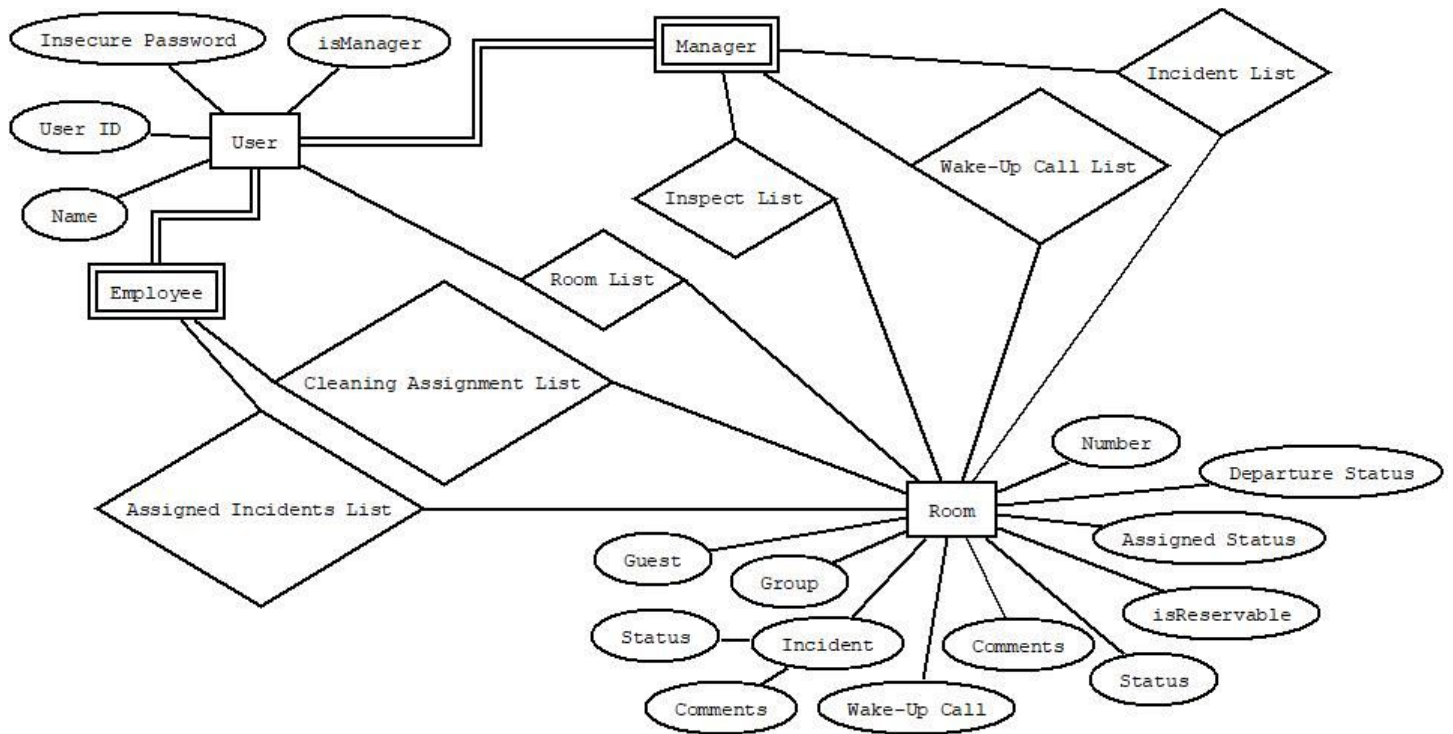 Insecure Password
isManager
Manager
Incident List
User ID
User
Wake-Up Call List
Inspect List
Name
Room List
Employee
Cleaning Assignment List
Number
Departure Status
Assigned Incidents List
Room
Assigned Status
Guest
Group
isReservable
Status
Incident
Comments
Status
Comments
Wake-Up Call